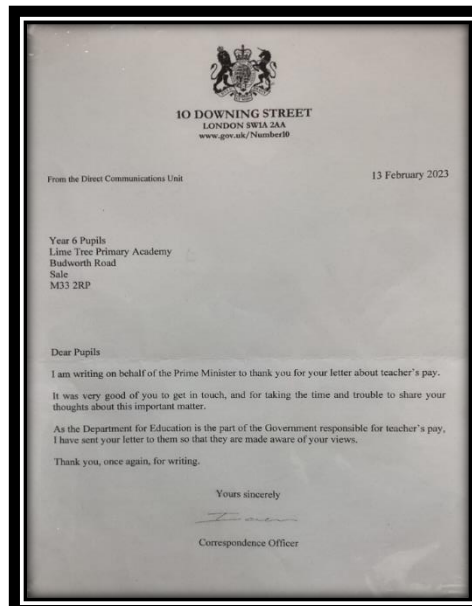 10 DOWNING STREET
LONDON SW1A 2AA
www.gov.uk/Number10
From the Direct Communications Unit
13 February 2023
Year 6 Pupils
Lime Tree Primary Academy
Budworth Road
Sale
M33 2RP
Dear Pupils
I am writing on behalf of the Prime Minister to thank you for your letter about teacher's pay.
It was very good of you to get in touch, and for taking the time and trouble to share your
thoughts about this important matter.
As the Department for Education is the part of the Government responsible for teacher's pay,
I have sent your letter to them so that they are made aware of your views.
Thank you, once again, for writing.
Yours sincerely
Correspondence Officer